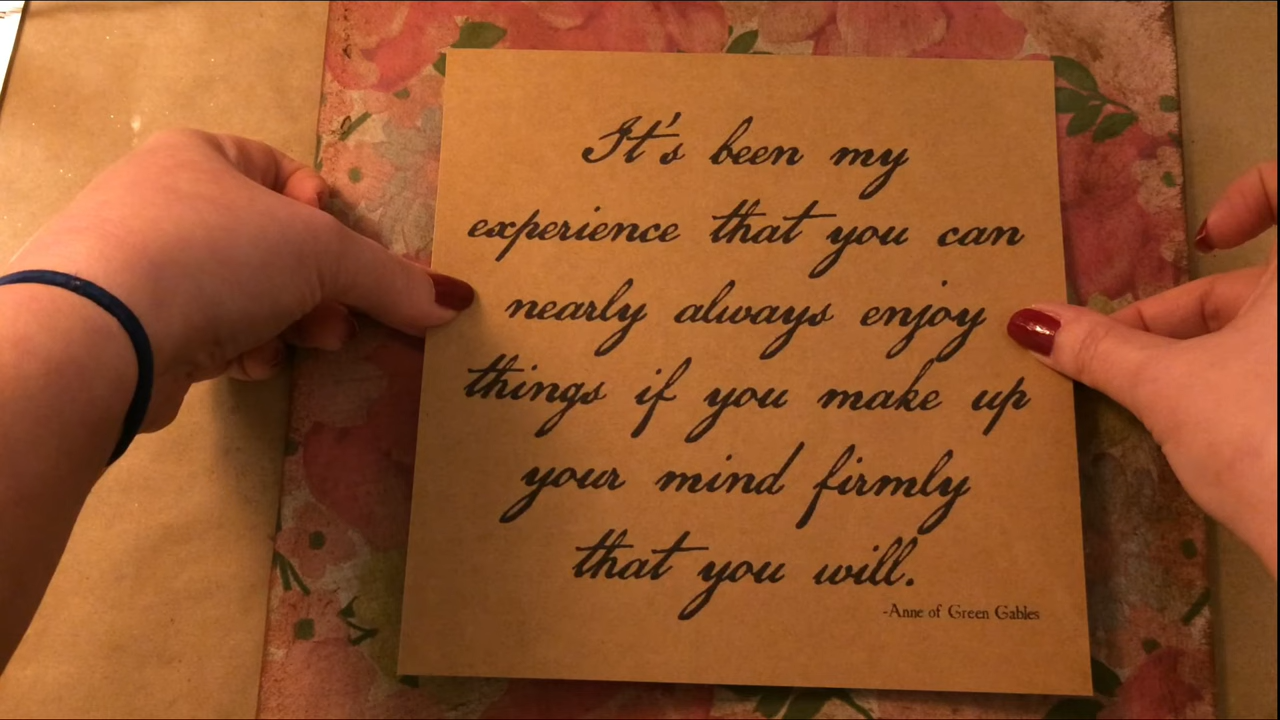 It's been my
experience that you can
nearly always enjoy
things if you make up
your mind firmly
that you will.
-Anne of Green Gables